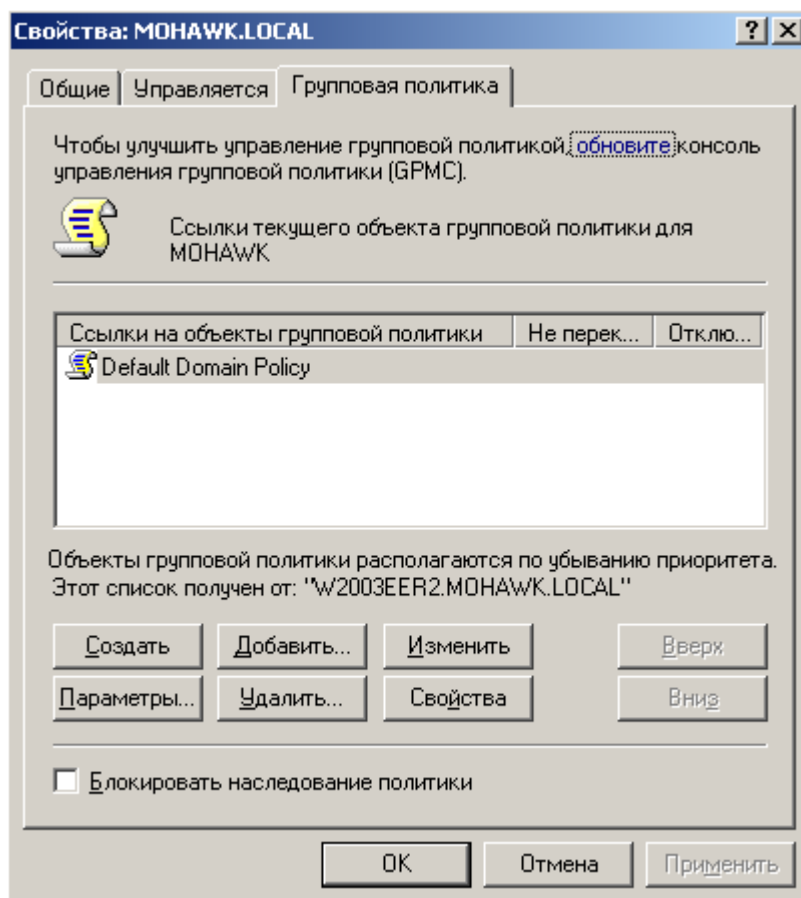 Свойства: MOHAWK.LOCAL
Общие Управляется Групповая политика
Чтобы улучшить управление групповой политикой, обновите консоль
управления групповой политики (GPMC).
Ссылки текущего объекта групповой политики для
MOHAWK
Ссылки на объекты групповой политики Не перек... Отклю...
Default Domain Policy
Объекты групповой политики располагаются по убыванию приоритета.
Этот список получен от: "W2003EER2.MOHAWK.LOCAL"
Создать Добавить... Изменить Вверх
Параметры... Удалить... Свойства Вниз
Блокировать наследование политики
OK Отмена Применить